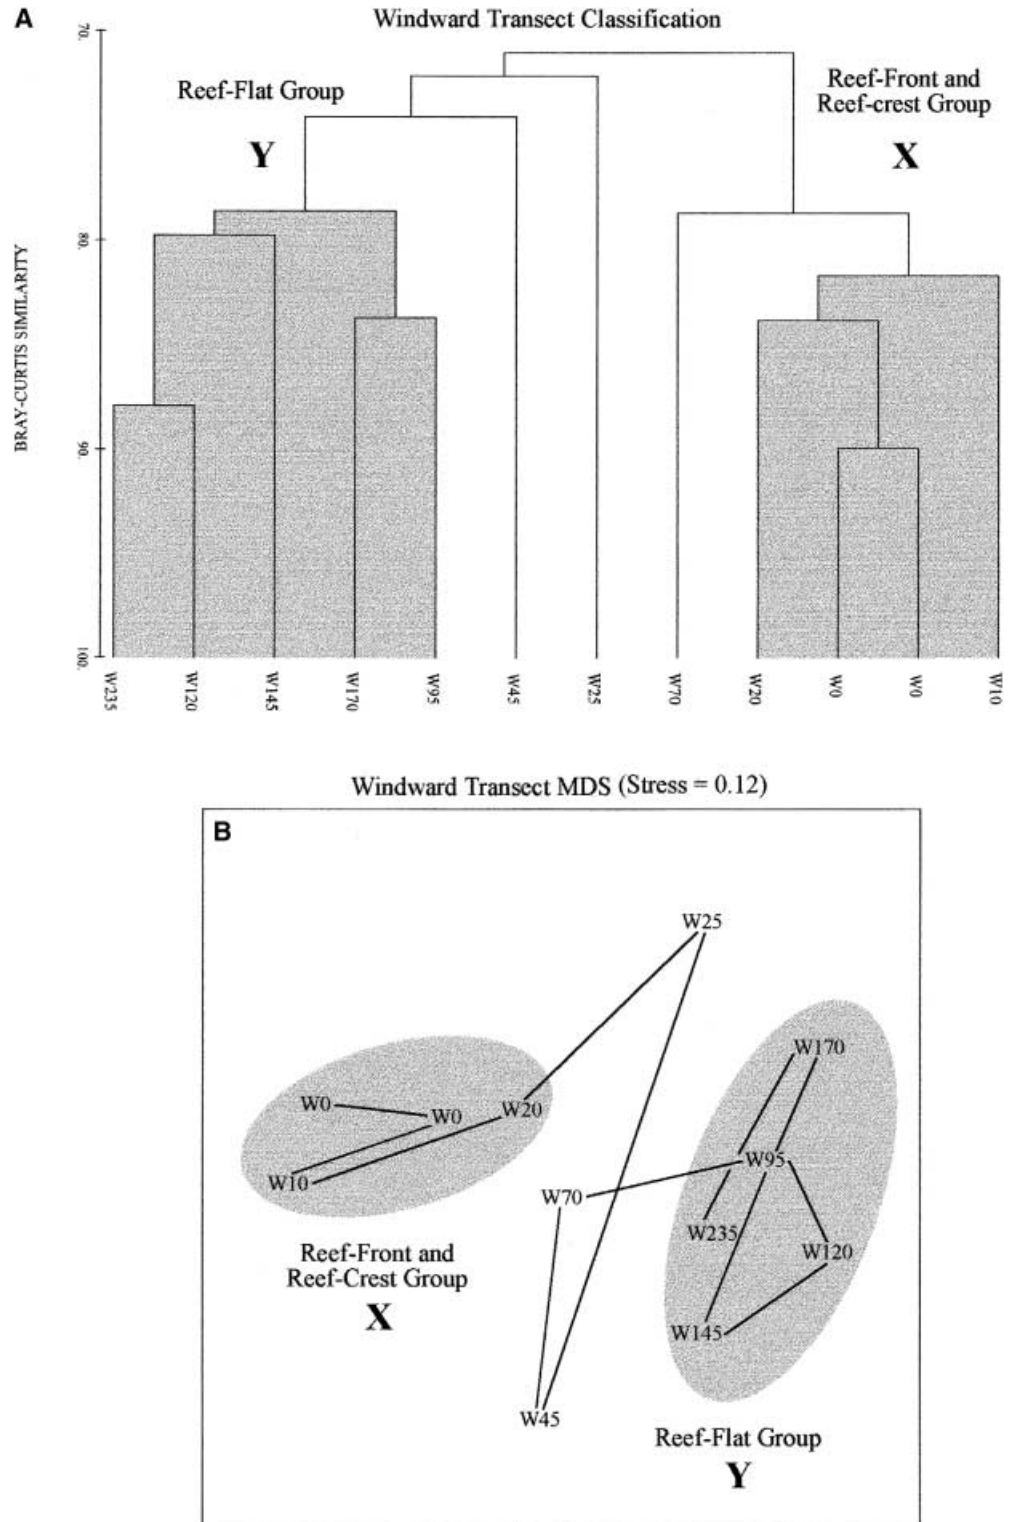 A
Windward Transect Classification
70.
Reef-Flat Group
Y
Reef-Front and
Reef-crest Group
X
80.
BRAY-CURTIS SIMILARITY
90.
100.
W235
W120
W145
W170
W95
W45
W25
W70
W20
W0
W0
W10
Windward Transect MDS (Stress = 0.12)
B
W25
W170
W0
W0
W20
W95
W10
W70
W235
W120
Reef-Front and
Reef-Crest Group
X
W145
W45
Reef-Flat Group
Y